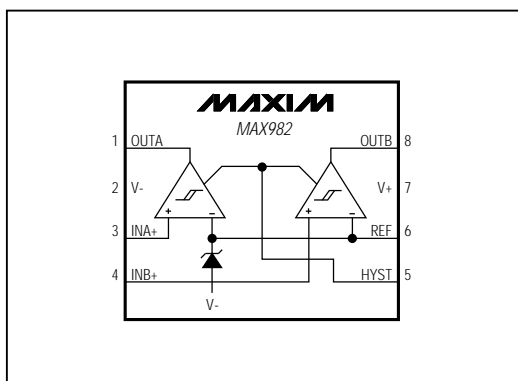 MAXIM
MAX982
1 OUTA
OUTB 8
2 V-
V+ 7
+ -
- +
3 INA+
REF 6
4 INB+
HYST 5
V-